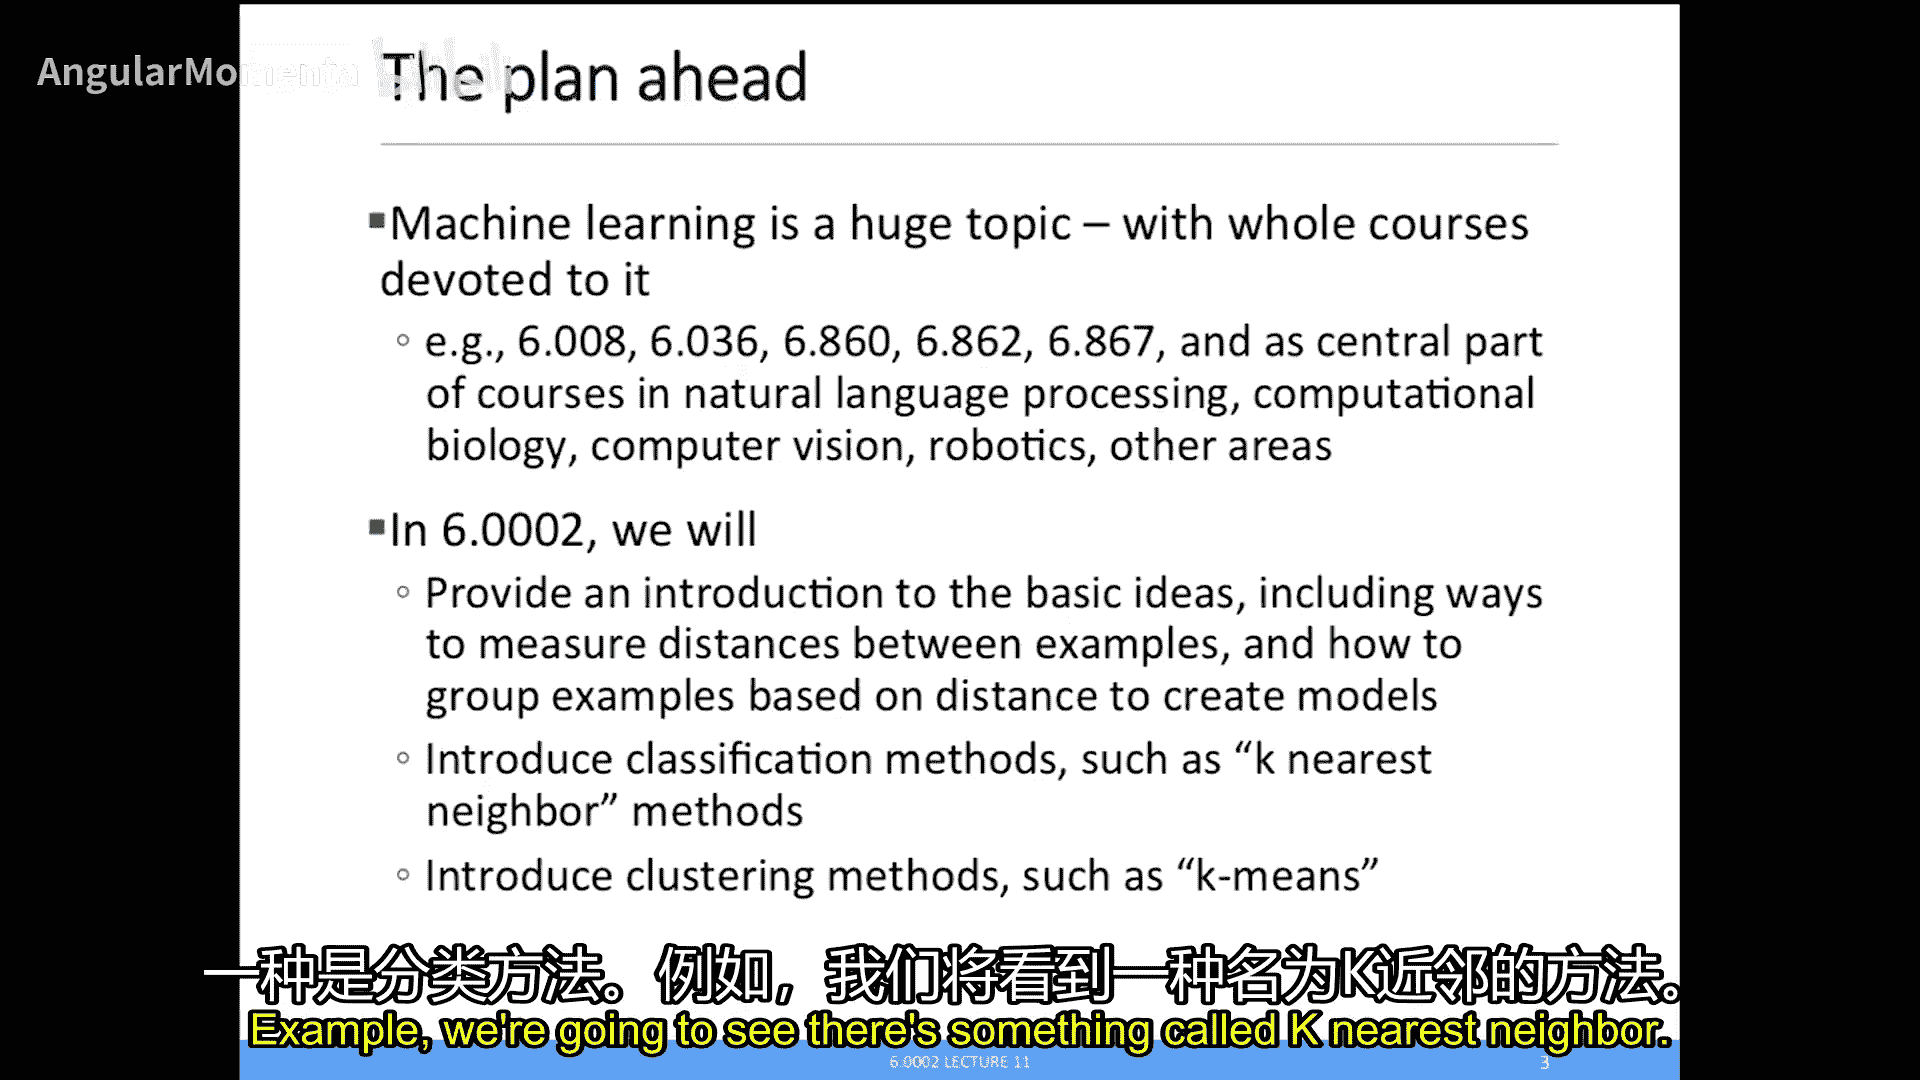 AngularMomenta
The plan ahead
▪Machine learning is a huge topic – with whole courses
devoted to it
◦ e.g., 6.008, 6.036, 6.860, 6.862, 6.867, and as central part
of courses in natural language processing, computational
biology, computer vision, robotics, other areas
▪In 6.0002, we will
◦ Provide an introduction to the basic ideas, including ways
to measure distances between examples, and how to
group examples based on distance to create models
◦ Introduce classification methods, such as “k nearest
neighbor” methods
◦ Introduce clustering methods, such as “k-means”
一种是分类方法。例如，我们将看到一种名为K近邻的方法。
Example, we're going to see there's something called K nearest neighbor.
6.0002 LECTURE 11
3